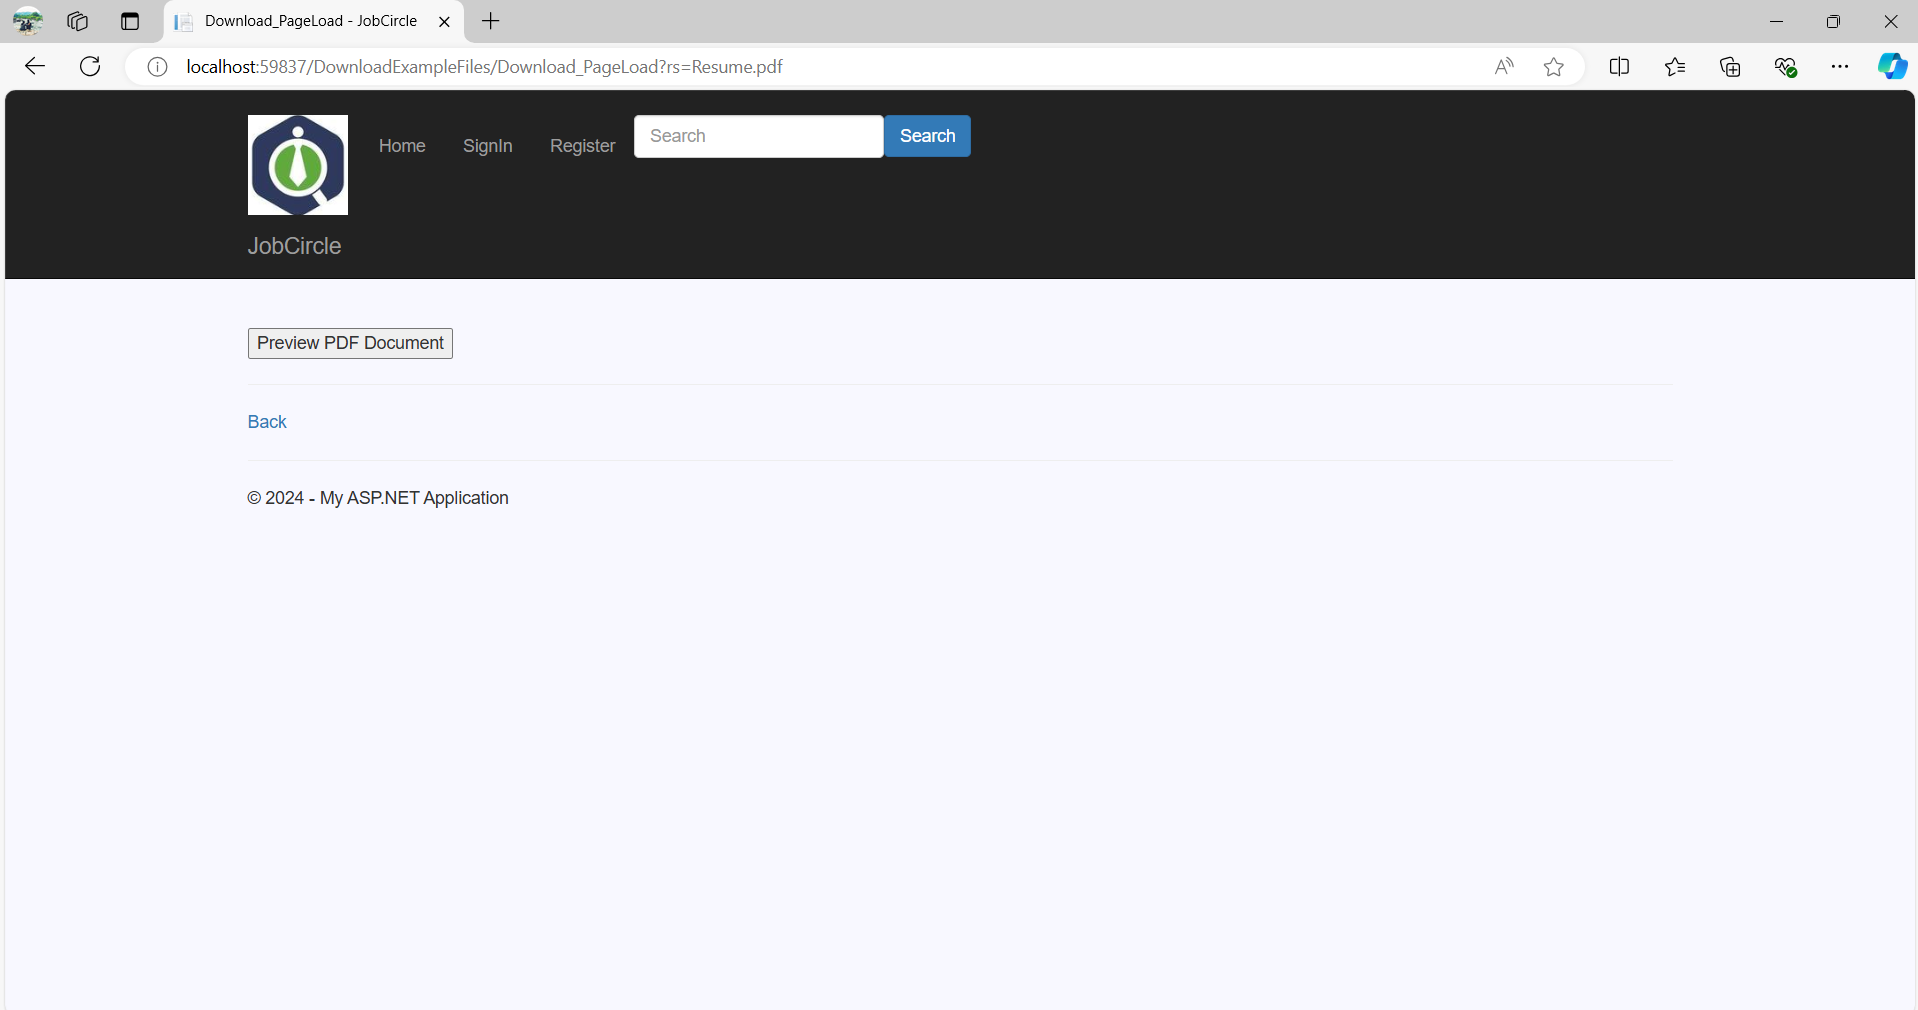 Download_PageLoad - JobCircle
localhost:59837/DownloadExampleFiles/Download_PageLoad?rs=Resume.pdf
Home SignIn Register Search Search
JobCircle
Preview PDF Document
Back
© 2024 - My ASP.NET Application